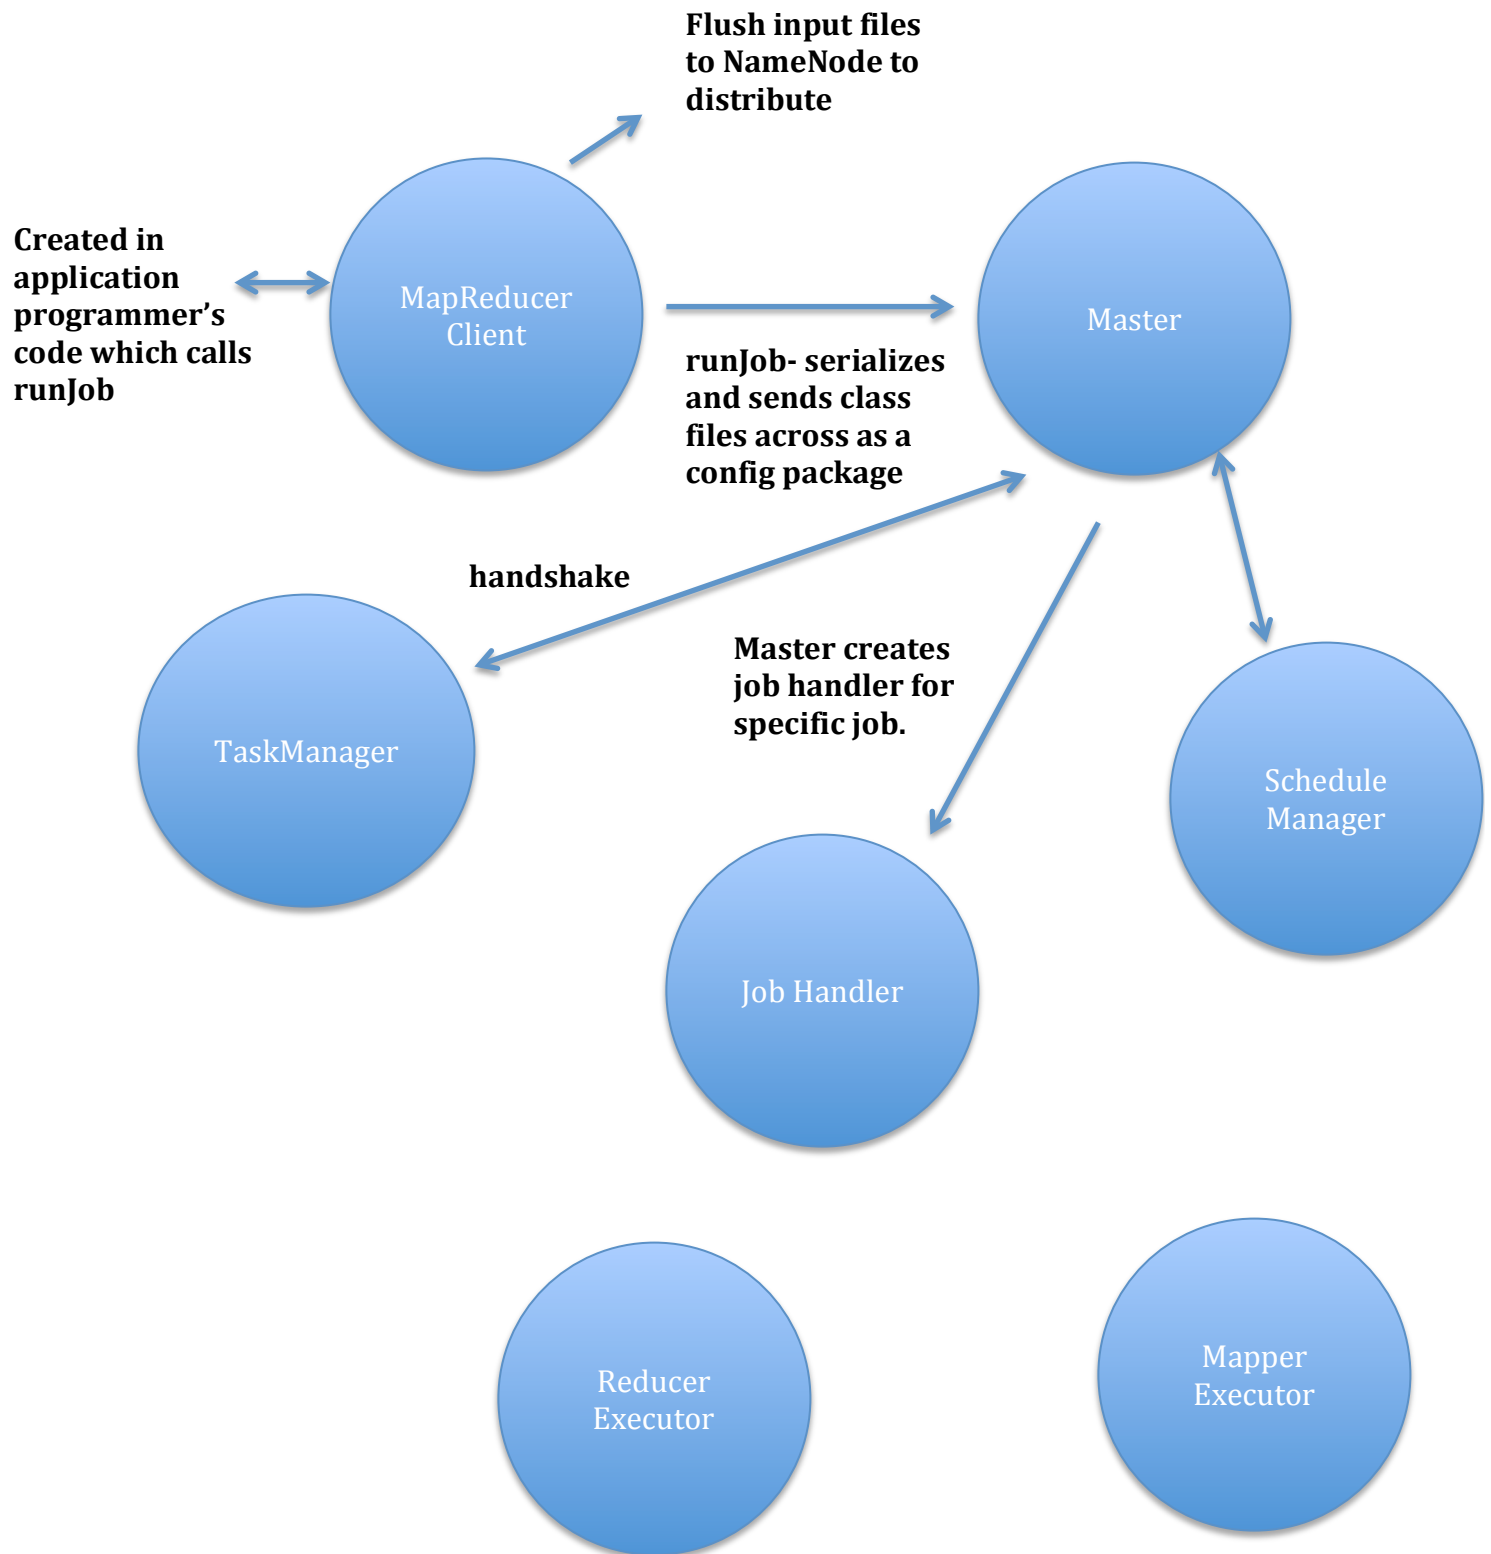 Flush input files
to NameNode to
distribute
Created in
application
programmer’s
code which calls
runJob
MapReducer
Client
Master
runJob- serializes
and sends class
files across as a
config package
handshake
Master creates
job handler for
specific job.
TaskManager
Schedule
Manager
Job Handler
Reducer
Executor
Mapper
Executor